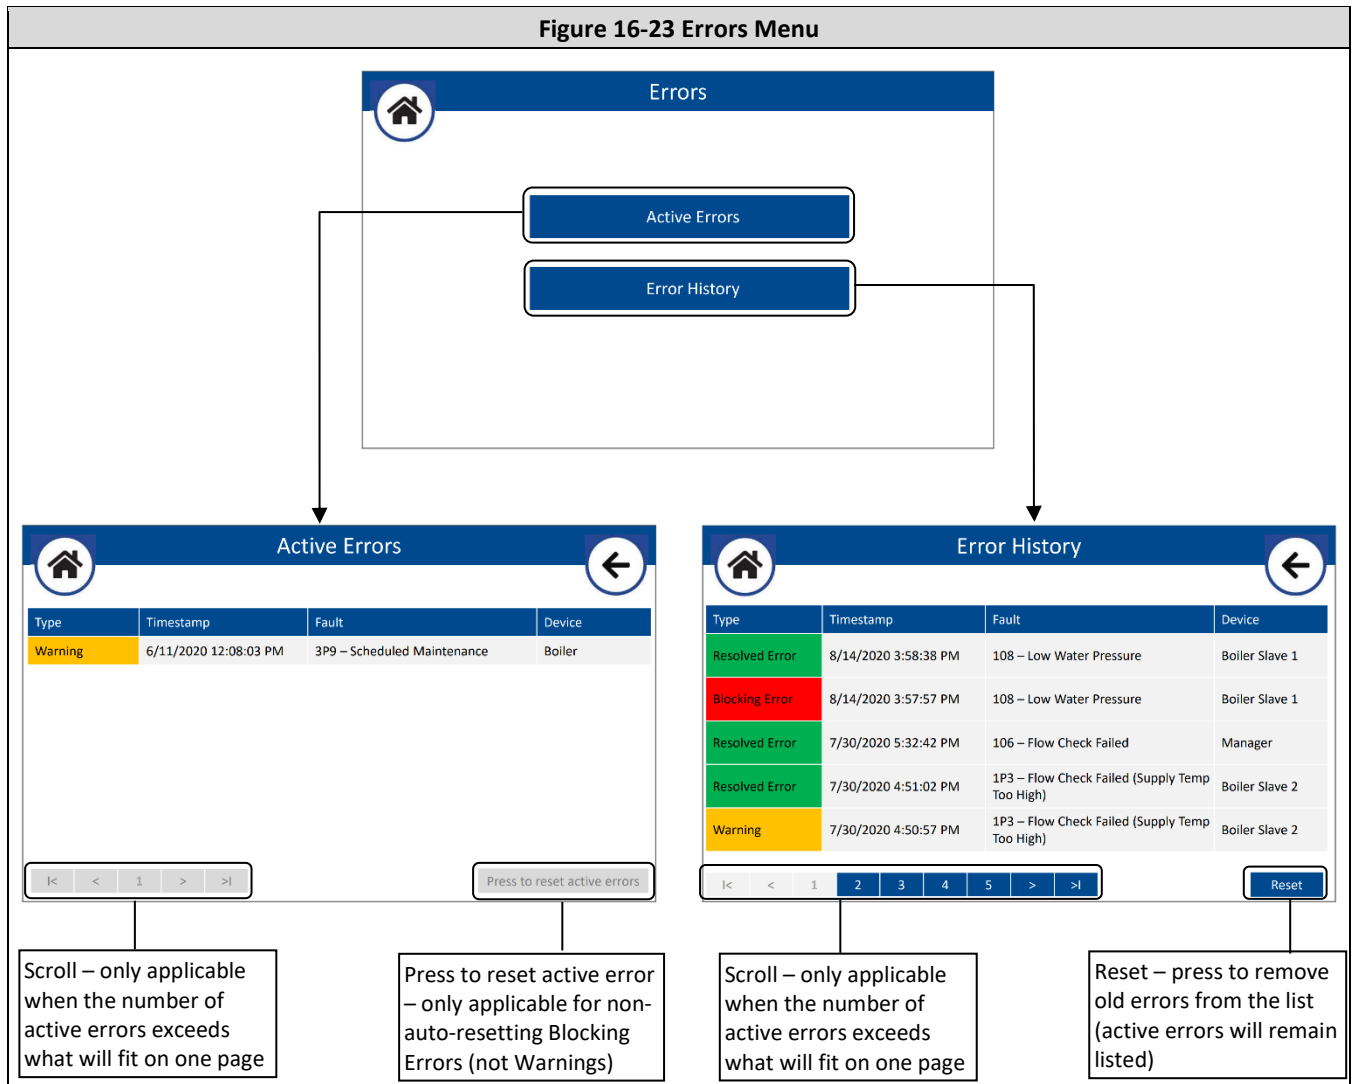 Figure 16-23 Errors Menu
Errors
Active Errors
Error History
Active Errors
Type Timestamp Fault Device
Warning 6/11/2020 12:08:03 PM 3P9 – Scheduled Maintenance Boiler
|< < 1 > >|
Press to reset active errors
Error History
Type Timestamp Fault Device
Resolved Error 8/14/2020 3:58:38 PM 108 – Low Water Pressure Boiler Slave 1
Blocking Error 8/14/2020 3:57:57 PM 108 – Low Water Pressure Boiler Slave 1
Resolved Error 7/30/2020 5:32:42 PM 106 – Flow Check Failed Manager
Resolved Error 7/30/2020 4:51:02 PM 1P3 – Flow Check Failed (Supply Temp
Too High) Boiler Slave 2
Warning 7/30/2020 4:50:57 PM 1P3 – Flow Check Failed (Supply Temp
Too High) Boiler Slave 2
|< < 1 2 3 4 5 > >|
Reset
Scroll – only applicable
when the number of
active errors exceeds
what will fit on one page
Press to reset active error
– only applicable for non-
auto-resetting Blocking
Errors (not Warnings)
Scroll – only applicable
when the number of
active errors exceeds
what will fit on one page
Reset – press to remove
old errors from the list
(active errors will remain
listed)